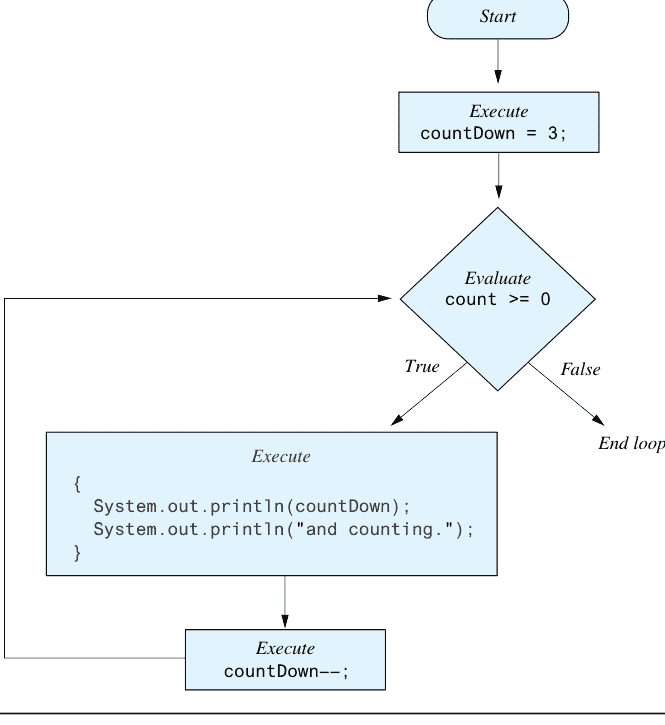 Start
Execute
countDown = 3;
Evaluate
count >= 0
True
False
End loop
Execute
{
System.out.println(countDown);
System.out.println("and counting.");
}
Execute
countDown--;